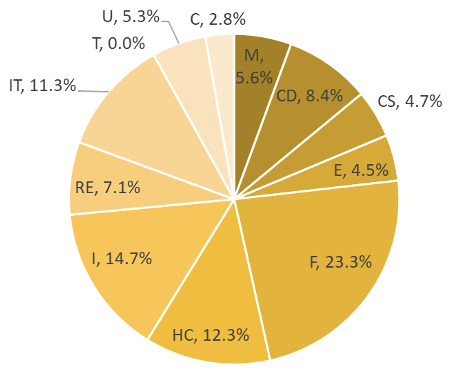 U, 5.3%
C, 2.8%
T, 0.0%
M,
5.6%
IT, 11.3%
CD, 8.4%
CS, 4.7%
E, 4.5%
RE, 7.1%
I, 14.7%
F, 23.3%
HC, 12.3%